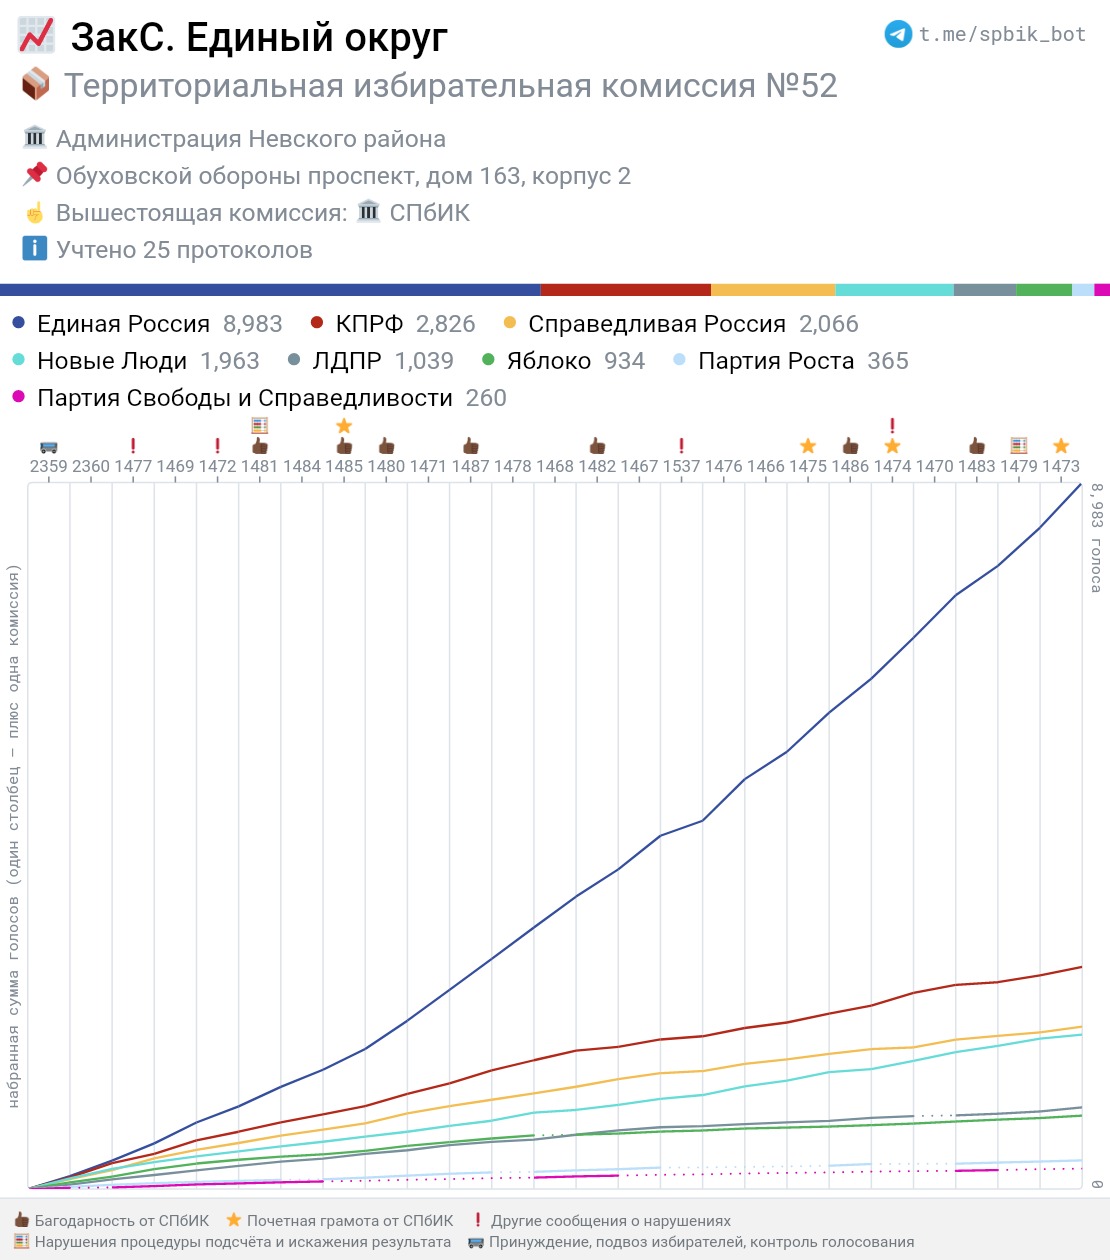 ЗакС. Единый округ
t.me/spbik_bot
Территориальная избирательная комиссия №52
Администрация Невского района
Обуховской обороны проспект, дом 163, корпус 2
Вышестоящая комиссия: СПбИК
Учтено 25 протоколов
Единая Россия 8,983 КПРФ 2,826 Справедливая Россия 2,066
Новые Люди 1,963 ЛДПР 1,039 Яблоко 934 Партия Роста 365
Партия Свободы и Справедливости 260
2359 2360 1477 1469 1472 1481 1484 1485 1480 1471 1487 1478 1468 1482 1467 1537 1476 1466 1475 1486 1474 1470 1483 1479 1473
набранная сумма голосов (один столбец – плюс одна комиссия)
8,983 голоса
0
Багодарность от СПбИК Почетная грамота от СПбИК Другие сообщения о нарушениях
Нарушения процедуры подсчёта и искажения результата Принуждение, подвоз избирателей, контроль голосования